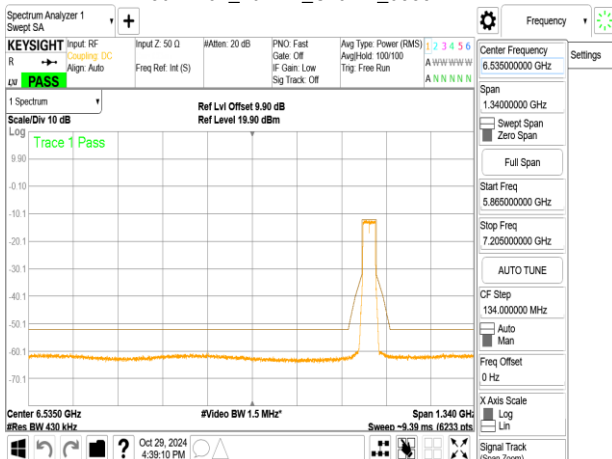 Spectrum Analyzer 1
Swept SA
Frequency
KEYSIGHT
Input: RF
Coupling: DC
Align: Auto
Input Z: 50 Ω
Freq Ref: Int (S)
#Atten: 20 dB
PNO: Fast
Gate: Off
IF Gain: Low
Sig Track: Off
Avg Type: Power (RMS)
Avg|Hold: 100/100
Trig: Free Run
1 2 3 4 5 6
A W W W W W
A N N N N N
R
LXI
PASS
1 Spectrum
Scale/Div 10 dB
Ref Lvl Offset 9.90 dB
Ref Level 19.90 dBm
Log
Trace 1 Pass
9.90
-0.10
-10.1
-20.1
-30.1
-40.1
-50.1
-60.1
-70.1
Center 6.5350 GHz
#Res BW 430 kHz
#Video BW 1.5 MHz*
Span 1.340 GHz
Sweep ~9.39 ms (6233 pts
Oct 29, 2024
4:39:10 PM
Center Frequency
6.535000000 GHz
Settings
Span
1.34000000 GHz
Swept Span
Zero Span
Full Span
Start Freq
5.865000000 GHz
Stop Freq
7.205000000 GHz
AUTO TUNE
CF Step
134.000000 MHz
Auto
Man
Freq Offset
0 Hz
X Axis Scale
Log
Lin
Signal Track
(Span Zoom)